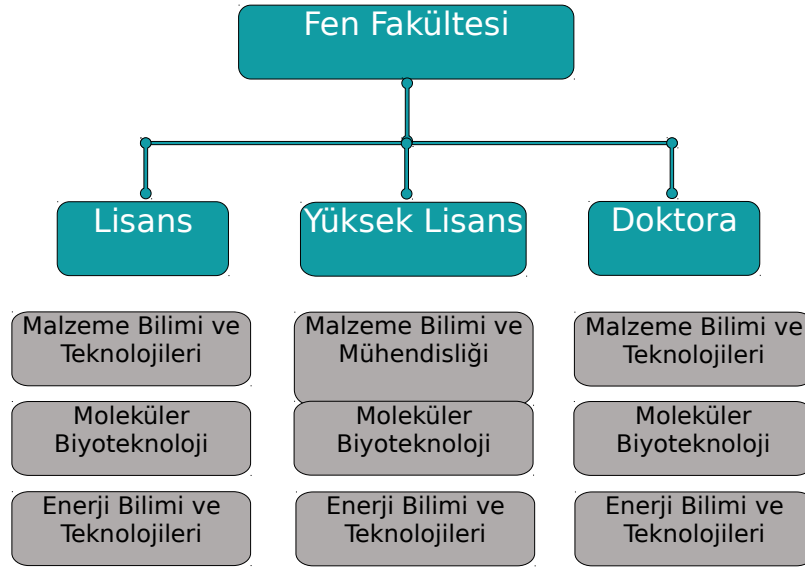 Fen Fakültesi
Lisans
Yüksek Lisans
Doktora
Malzeme Bilimi ve
Teknolojileri
Malzeme Bilimi ve
Mühendisliği
Malzeme Bilimi ve
Teknolojileri
Moleküler
Biyoteknoloji
Moleküler
Biyoteknoloji
Moleküler
Biyoteknoloji
Enerji Bilimi ve
Teknolojileri
Enerji Bilimi ve
Teknolojileri
Enerji Bilimi ve
Teknolojileri